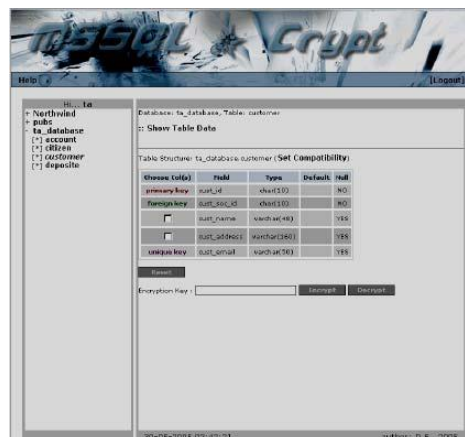 MSSQL Crypt
Help
[Logout]
Hi... ta
+ Northwind
+ pubs
- ta_database
[*] account
[*] citizen
[*] customer
[*] deposite
Database: ta_database, Table: customer
:: Show Table Data
Table Structure: ta_database.customer (Set Compatibility)
Choose Col(s) Field Type Default Null
primary key cust_id char(10) NO
foreign key cust_soc_id char(10) NO
cust_name varchar(40) YES
cust_address varchar(160) YES
unique key cust_email varchar(50) YES
Reset
Encryption Key : Encrypt Decrypt